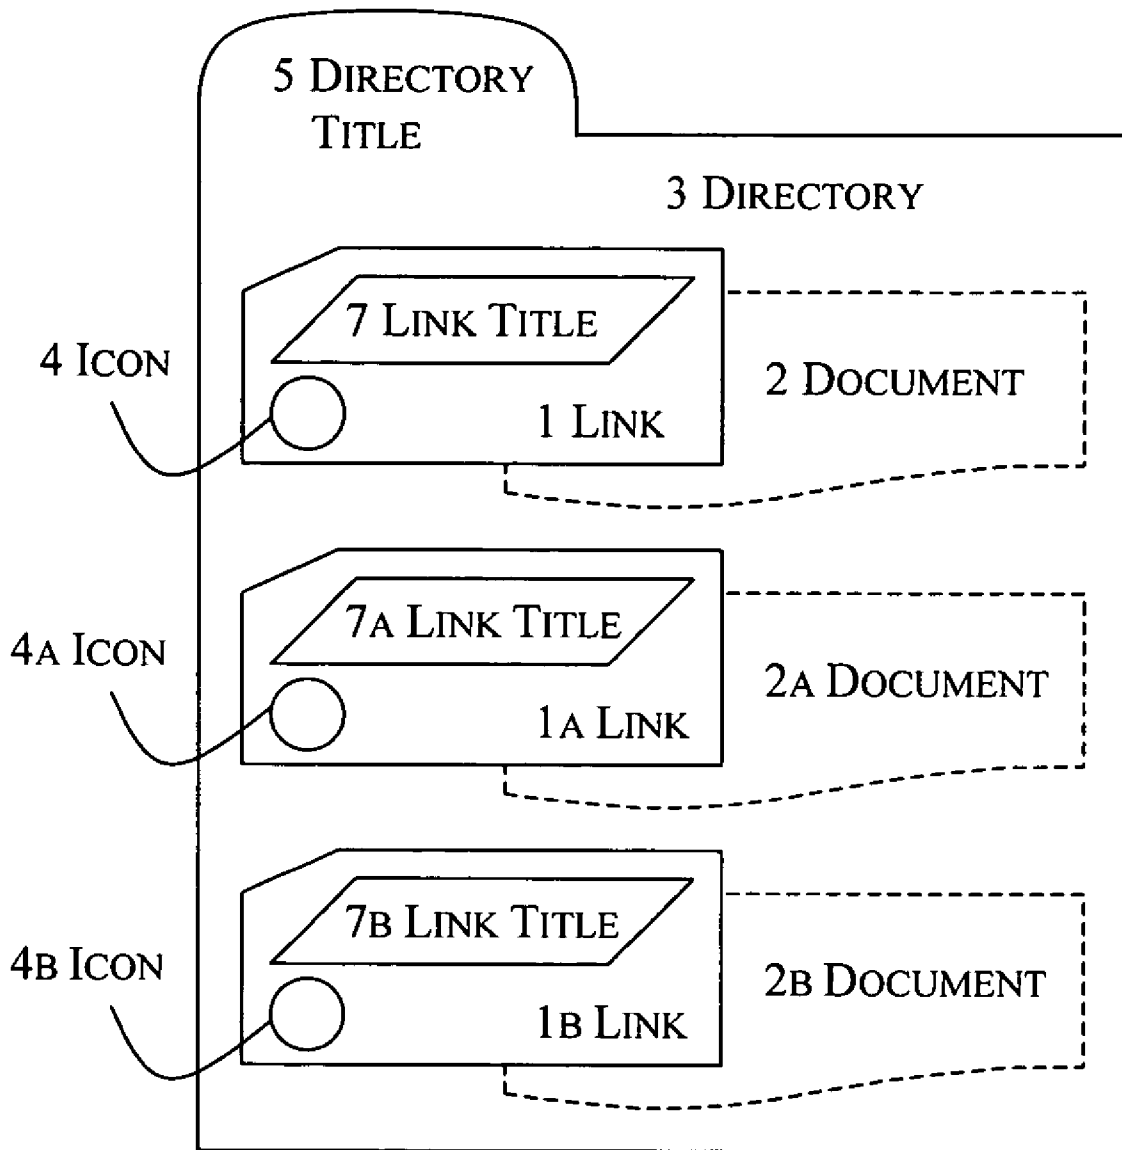 5 DIRECTORY
TITLE
3 DIRECTORY
7 LINK TITLE
4 ICON
2 DOCUMENT
1 LINK
7A LINK TITLE
4A ICON
2A DOCUMENT
1A LINK
7B LINK TITLE
4B ICON
2B DOCUMENT
1B LINK